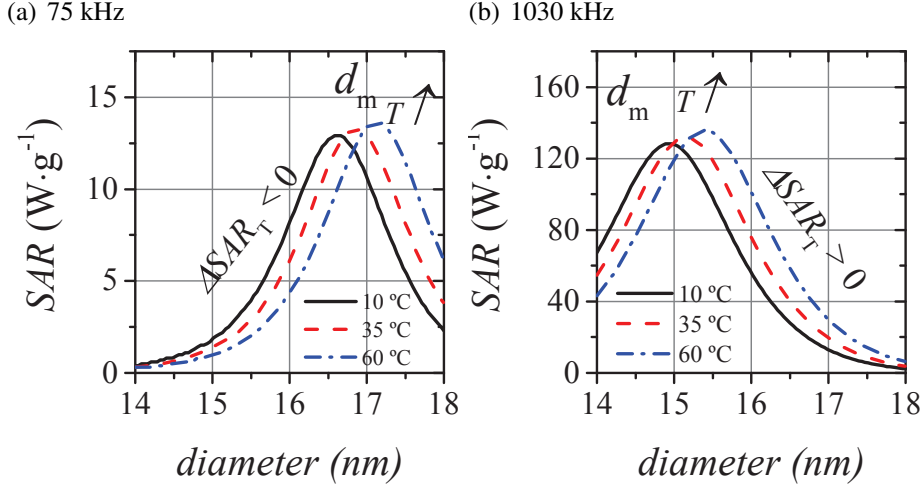 (a) 75 kHz
(b) 1030 kHz
SAR (W·g⁻¹)
15
10
5
0
14 15 16 17 18
diameter (nm)
dₘ T
ΔSAR_T < 0
10 ºC
35 ºC
60 ºC
SAR (W·g⁻¹)
160
120
80
40
0
14 15 16 17 18
diameter (nm)
dₘ T
ΔSAR_T > 0
10 ºC
35 ºC
60 ºC